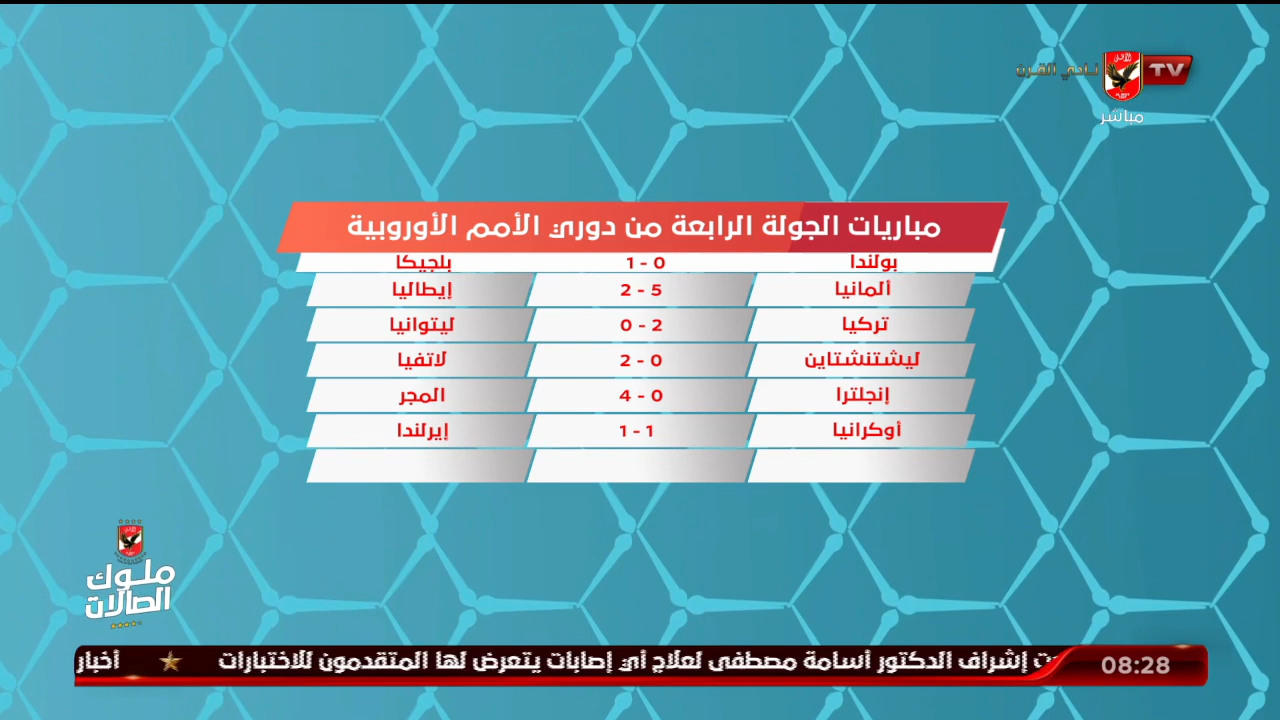 نادي القرن TV
مباشر
مباريات الجولة الرابعة من دوري الأمم الأوروبية
بولندا 0 - 1 بلجيكا
ألمانيا 5 - 2 إيطاليا
تركيا 2 - 0 ليتوانيا
ليشتنشتاين 0 - 2 لاتفيا
إنجلترا 0 - 4 المجر
أوكرانيا 1 - 1 إيرلندا
ملوك
الصالات
08:28 إشراف الدكتور أسامة مصطفى لعلاج أي إصابات يتعرض لها المتقدمون للاختبارات أخبار